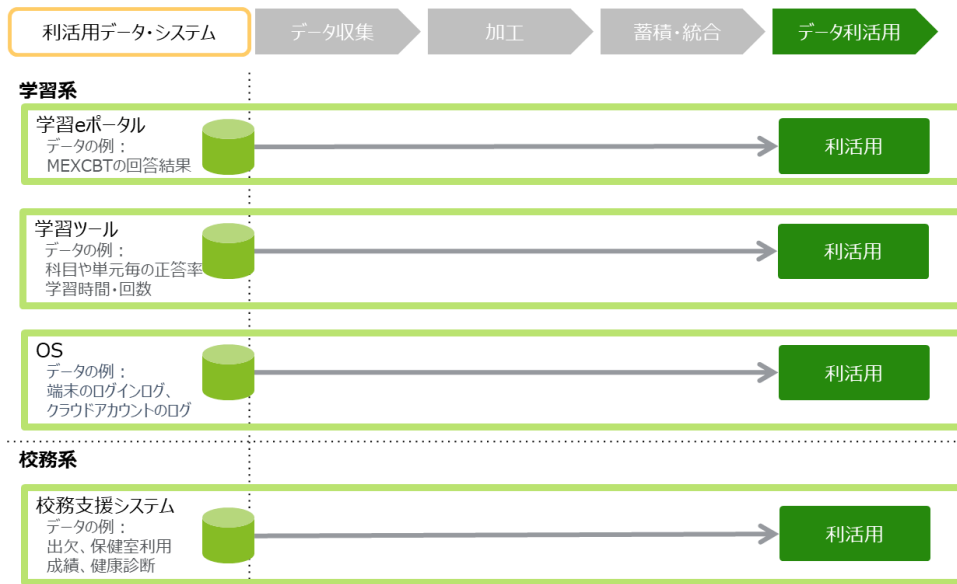 利活用データ・システム
データ収集
加工
蓄積・統合
データ利活用
学習系
学習eポータル
データの例：
MEXCBTの回答結果
利活用
学習ツール
データの例：
科目や単元毎の正答率
学習時間・回数
利活用
OS
データの例：
端末のログインログ、
クラウドアカウントのログ
利活用
校務系
校務支援システム
データの例：
出欠、保健室利用
成績、健康診断
利活用